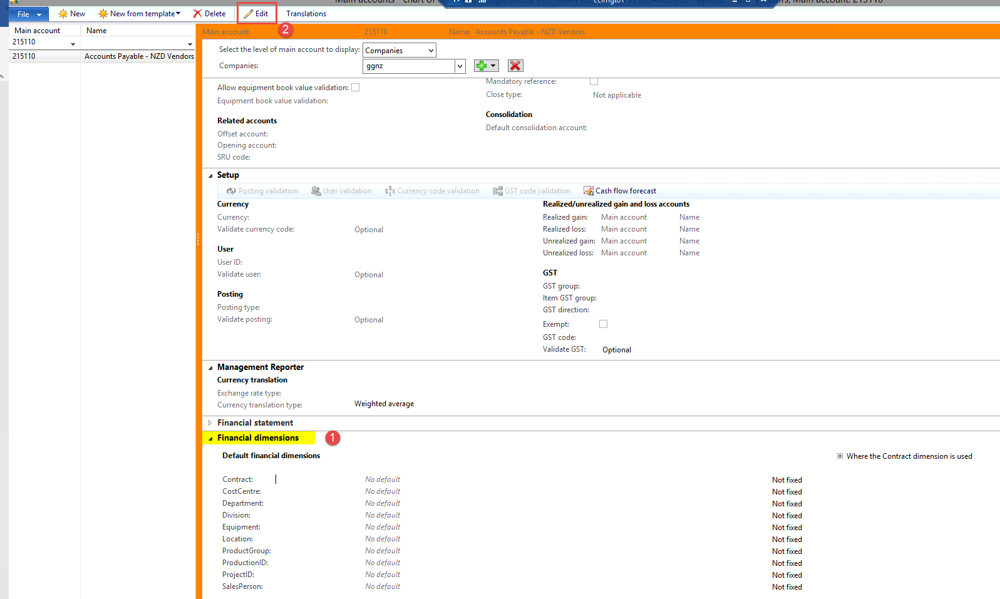 File New New from template Delete Edit Translations
2
Main account Name
215110
215110 Accounts Payable - NZD Vendors
Main account: 215110 Name: Accounts Payable - NZD Vendors
Select the level of main account to display: Companies
Companies: ggnz
Mandatory reference:
Allow equipment book value validation:
Close type: Not applicable
Equipment book value validation:
Consolidation
Related accounts
Default consolidation account:
Offset account:
Opening account:
SRU code:
Setup
Posting validation User validation Currency code validation GST code validation Cash flow forecast
Currency Realized/unrealized gain and loss accounts
Currency: Realized gain: Main account Name
Validate currency code: Optional Realized loss: Main account Name
Unrealized gain: Main account Name
User Unrealized loss: Main account Name
User ID:
Validate user: Optional GST
GST group:
Posting Item GST group:
Posting type: GST direction:
Validate posting: Optional Exempt:
GST code:
Validate GST: Optional
Management Reporter
Currency translation
Exchange rate type:
Currency translation type: Weighted average
Financial statement
Financial dimensions 1
Default financial dimensions Where the Contract dimension is used
Contract: No default Not fixed
CostCentre: No default Not fixed
Department: No default Not fixed
Division: No default Not fixed
Equipment: No default Not fixed
Location: No default Not fixed
ProductGroup: No default Not fixed
ProductionID: No default Not fixed
ProjectID: No default Not fixed
SalesPerson: No default Not fixed